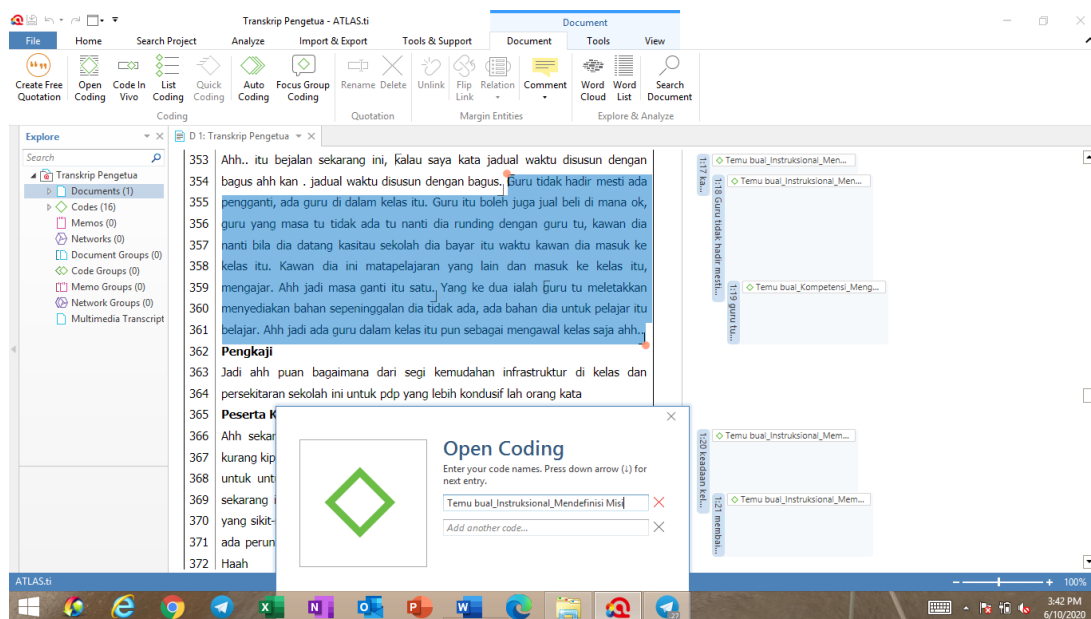 Transkrip Pengetua - ATLAS.ti
Document
File Home Search Project Analyze Import & Export Tools & Support Document Tools View
Create Free Quotation
Open Coding
Code In Vivo
List Coding
Quick Coding
Auto Coding
Focus Group Coding
Rename Delete
Unlink
Flip Link
Relation
Comment
Word Cloud
Word List
Search Document
Coding Quotation Margin Entities Explore & Analyze
Explore
D 1: Transkrip Pengetua
Search
Transkrip Pengetua
Documents (1)
Codes (16)
Memos (0)
Networks (0)
Document Groups (0)
Code Groups (0)
Memo Groups (0)
Network Groups (0)
Multimedia Transcript
353 Ahh.. itu bejalan sekarang ini, kalau saya kata jadual waktu disusun dengan
354 bagus ahh kan . jadual waktu disusun dengan bagus. Guru tidak hadir mesti ada
355 pengganti, ada guru di dalam kelas itu. Guru itu boleh juga jual beli di mana ok,
356 guru yang masa tu tidak ada tu nanti dia runding dengan guru tu, kawan dia
357 nanti bila dia datang kasitau sekolah dia bayar itu waktu kawan dia masuk ke
358 kelas itu. Kawan dia ini matapelajaran yang lain dan masuk ke kelas itu,
359 mengajar. Ahh jadi masa ganti itu satu. Yang ke dua ialah guru tu meletakkan
360 menyediakan bahan sepeninggalan dia tidak ada, ada bahan dia untuk pelajar itu
361 belajar. Ahh jadi ada guru dalam kelas itu pun sebagai mengawal kelas saja ahh..
362 Pengkaji
363 Jadi ahh puan bagaimana dari segi kemudahan infrastruktur di kelas dan
364 persekitaran sekolah ini untuk pdp yang lebih kondusif lah orang kata
365 Peserta K
366 Ahh sekar
367 kurang kip
368 untuk unt
369 sekarang i
370 yang sikit-
371 ada perun
372 Haah
1:17 ka...
Temu bual_Instruksional_Men...
1:18 Guru tidak hadir mesti...
Temu bual_Instruksional_Men...
1:19 guru tu...
Temu bual_Kompetensi_Meng...
1:20 keadaan kel...
Temu bual_Instruksional_Mem...
1:21 membai...
Temu bual_Instruksional_Mem...
Open Coding
Enter your code names. Press down arrow (↓) for
next entry.
Temu bual_Instruksional_Mendefinisi Misi
Add another code...
ATLAS.ti
100%
27
3:42 PM
6/10/2020